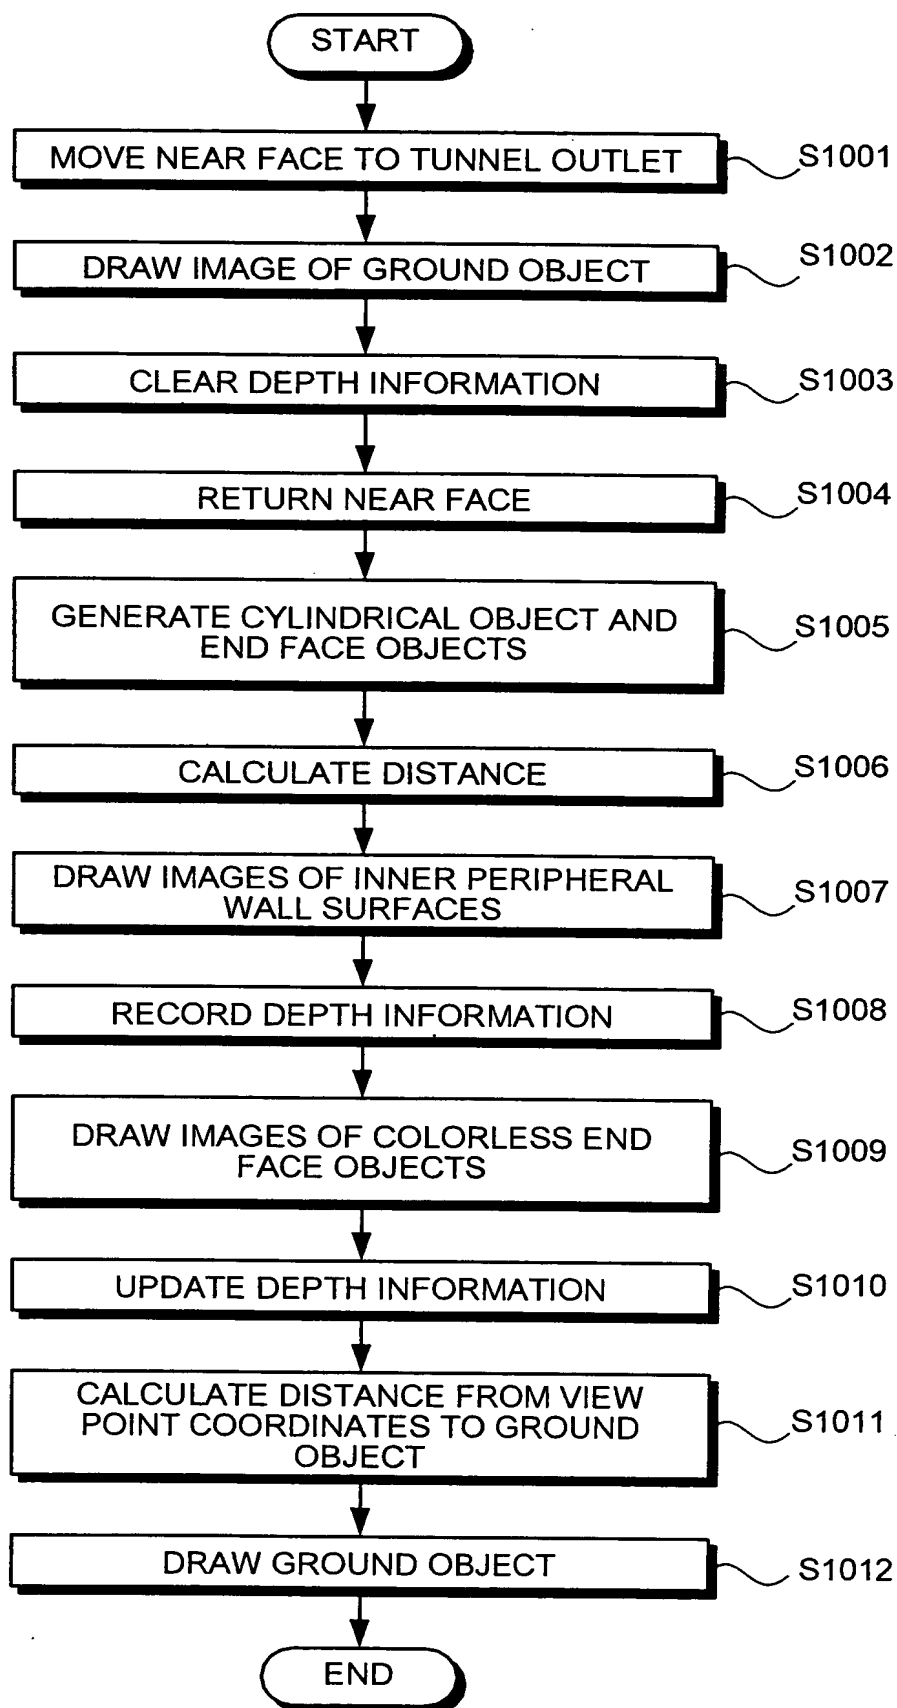 START
MOVE NEAR FACE TO TUNNEL OUTLET
S1001
DRAW IMAGE OF GROUND OBJECT
S1002
CLEAR DEPTH INFORMATION
S1003
RETURN NEAR FACE
S1004
GENERATE CYLINDRICAL OBJECT AND
END FACE OBJECTS
S1005
CALCULATE DISTANCE
S1006
DRAW IMAGES OF INNER PERIPHERAL
WALL SURFACES
S1007
RECORD DEPTH INFORMATION
S1008
DRAW IMAGES OF COLORLESS END
FACE OBJECTS
S1009
UPDATE DEPTH INFORMATION
S1010
CALCULATE DISTANCE FROM VIEW
POINT COORDINATES TO GROUND
OBJECT
S1011
DRAW GROUND OBJECT
S1012
END